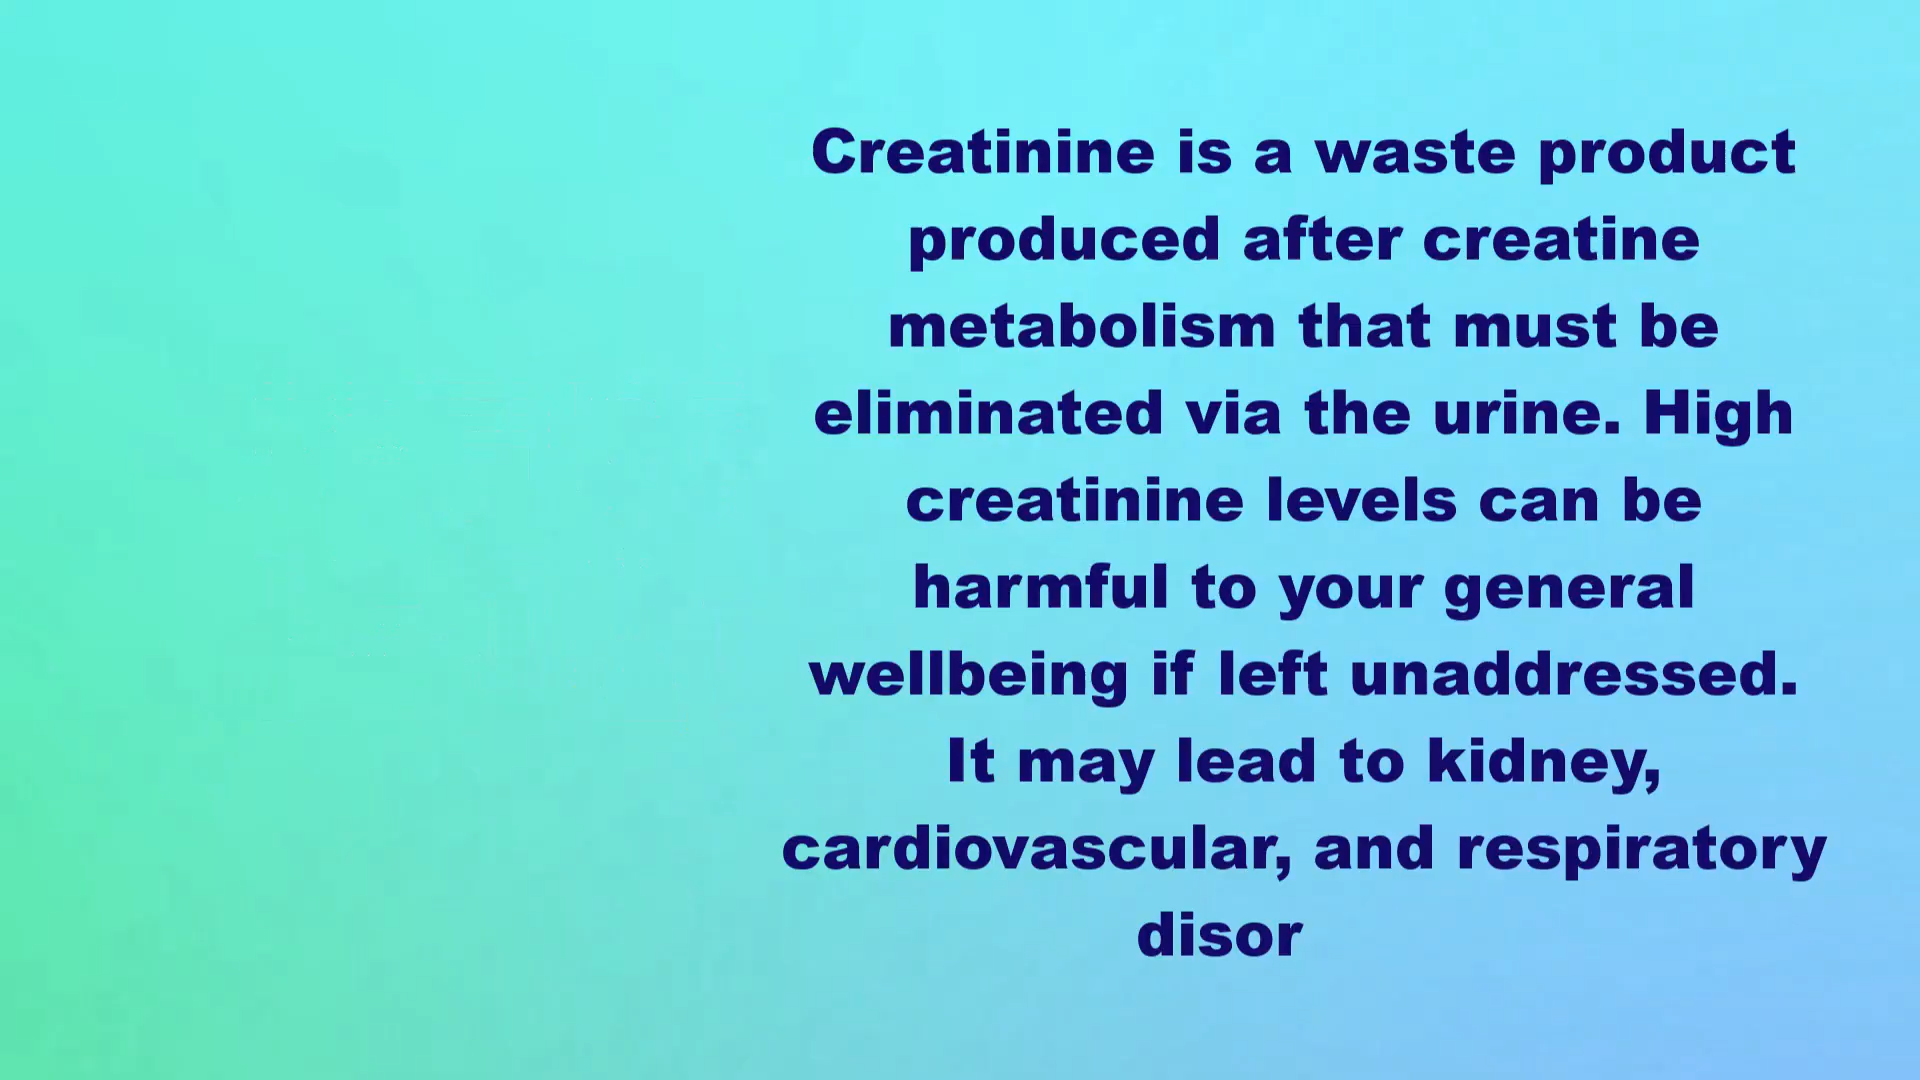 Creatinine is a waste product
produced after creatine
metabolism that must be
eliminated via the urine. High
creatinine levels can be
harmful to your general
wellbeing if left unaddressed.
It may lead to kidney,
cardiovascular, and respiratory
disor